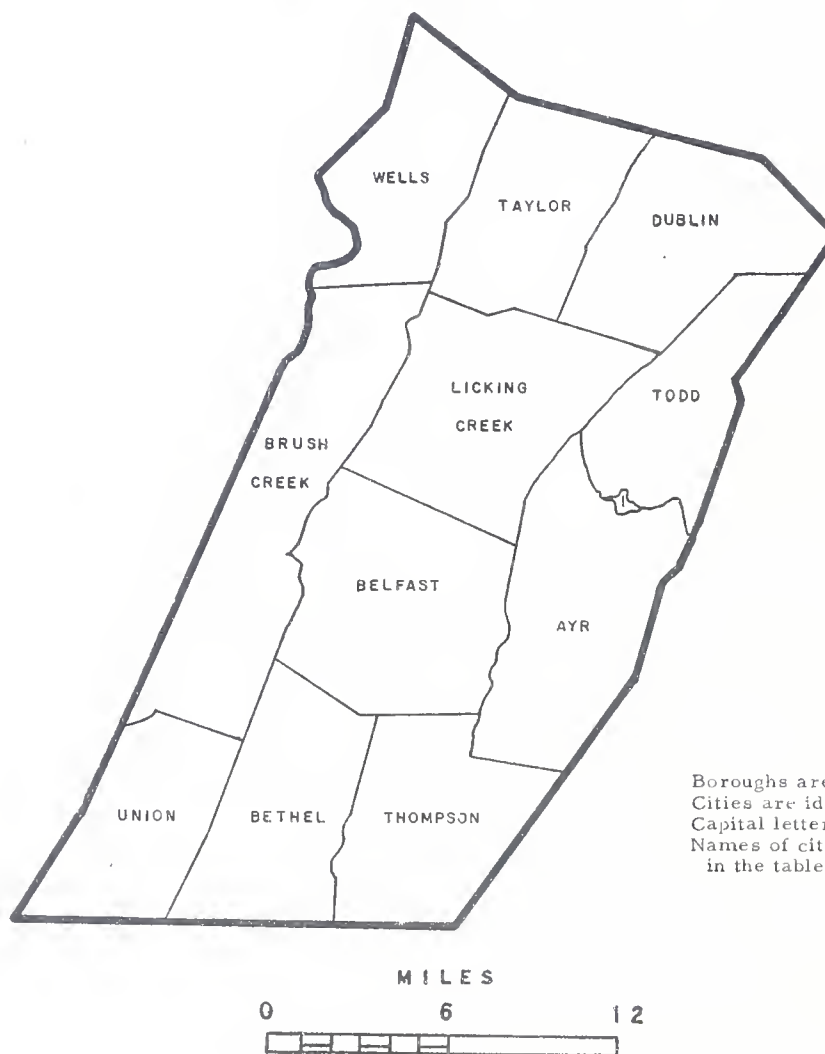 WELLS
TAYLOR
DUBLIN
LICKING
CREEK
TODD
BRUSH
CREEK
1
BELFAST
AYR
UNION
BETHEL
THOMPSON
Boroughs are
Cities are id
Capital letter
Names of cit
in the table
MILES
0 6 12